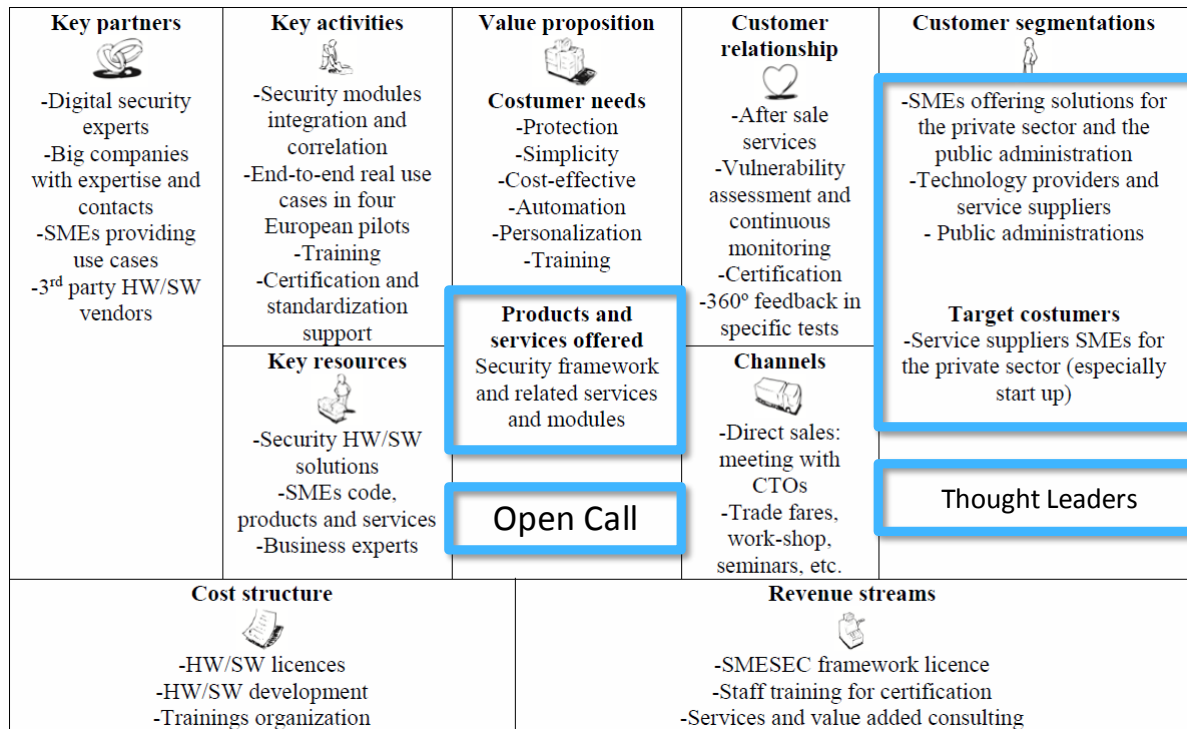 Key partners
-Digital security
experts
-Big companies
with expertise and
contacts
-SMEs providing
use cases
-3rd party HW/SW
vendors
Key activities
-Security modules
integration and
correlation
-End-to-end real use
cases in four
European pilots
-Training
-Certification and
standardization
support
Key resources
-Security HW/SW
solutions
-SMEs code,
products and services
-Business experts
Value proposition
Costumer needs
-Protection
-Simplicity
-Cost-effective
-Automation
-Personalization
-Training
Products and
services offered
Security framework
and related services
and modules
Open Call
Customer
relationship
-After sale
services
-Vulnerability
assessment and
continuous
monitoring
-Certification
-360º feedback in
specific tests
Channels
-Direct sales:
meeting with
CTOs
-Trade fares,
work-shop,
seminars, etc.
Customer segmentations
-SMEs offering solutions for
the private sector and the
public administration
-Technology providers and
service suppliers
- Public administrations
Target costumers
-Service suppliers SMEs for
the private sector (especially
start up)
Thought Leaders
Cost structure
-HW/SW licences
-HW/SW development
-Trainings organization
Revenue streams
-SMESEC framework licence
-Staff training for certification
-Services and value added consulting